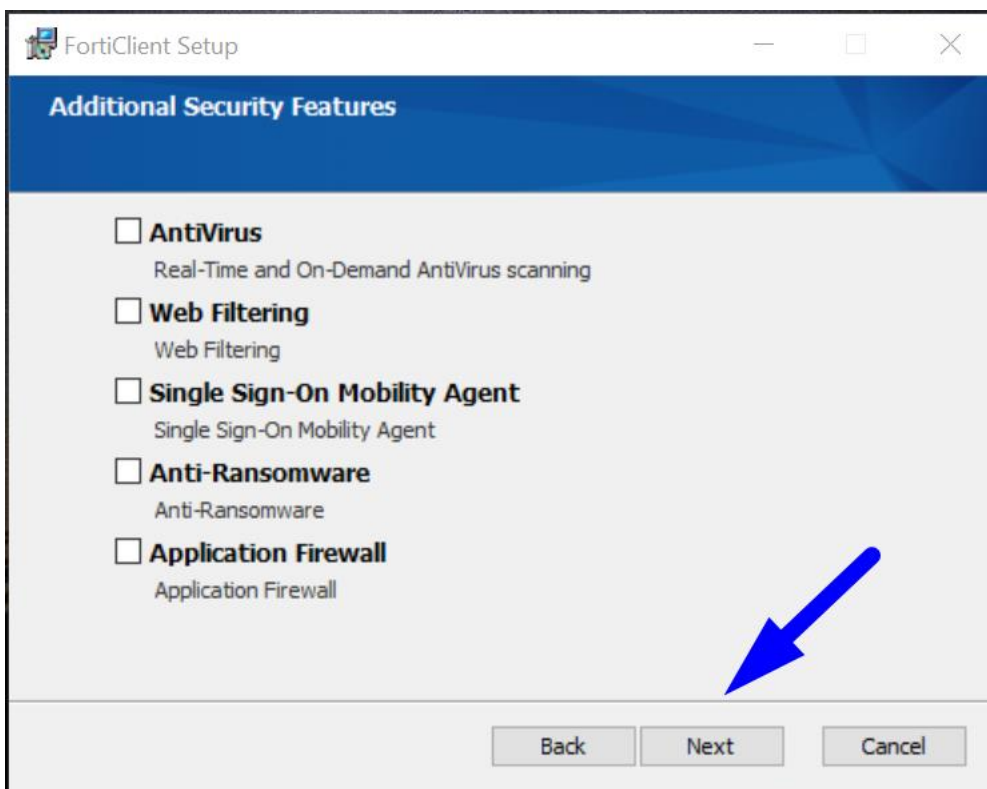 FortiClient Setup
Additional Security Features
AntiVirus
Real-Time and On-Demand AntiVirus scanning
Web Filtering
Web Filtering
Single Sign-On Mobility Agent
Single Sign-On Mobility Agent
Anti-Ransomware
Anti-Ransomware
Application Firewall
Application Firewall
Back Next Cancel